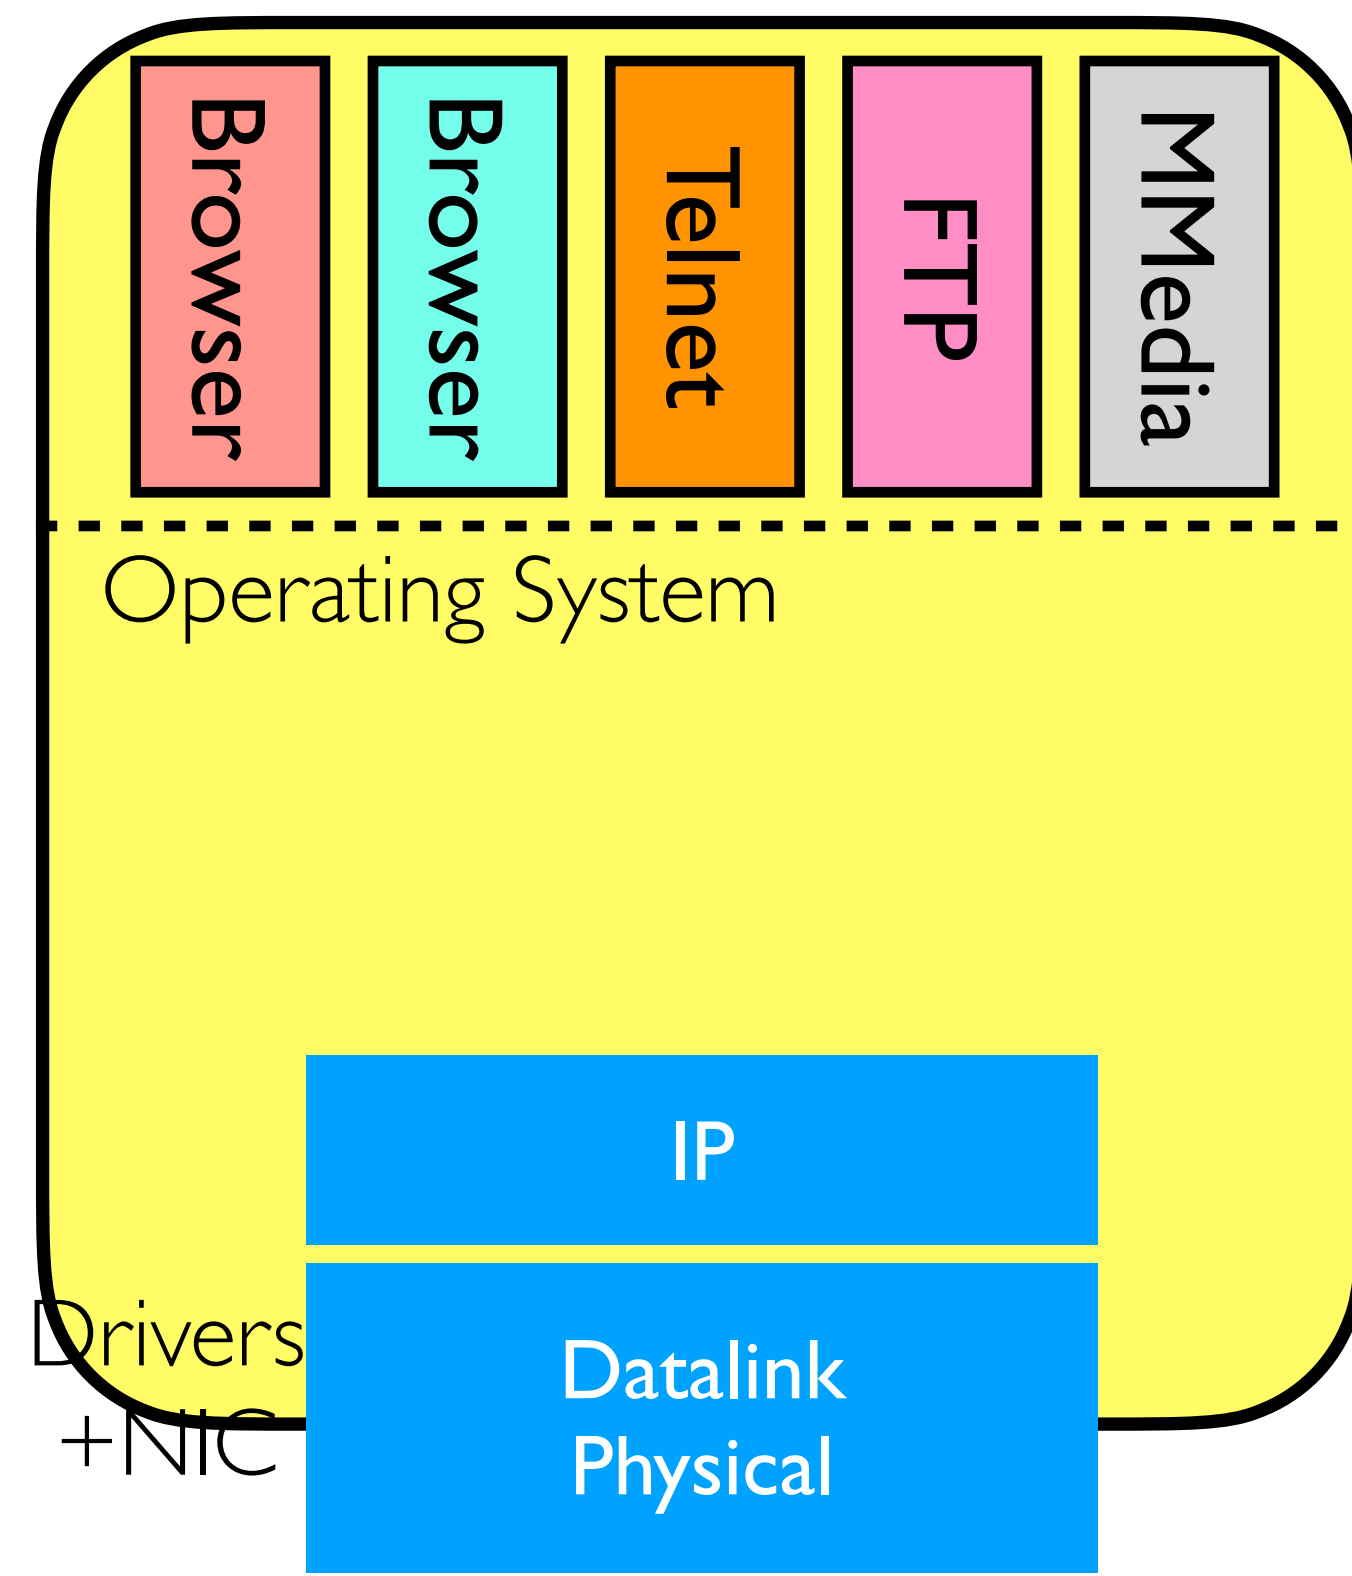 Browser
Browser
Telnet
FTP
MMedia
Operating System
IP
Drivers
+NIC
Datalink
Physical